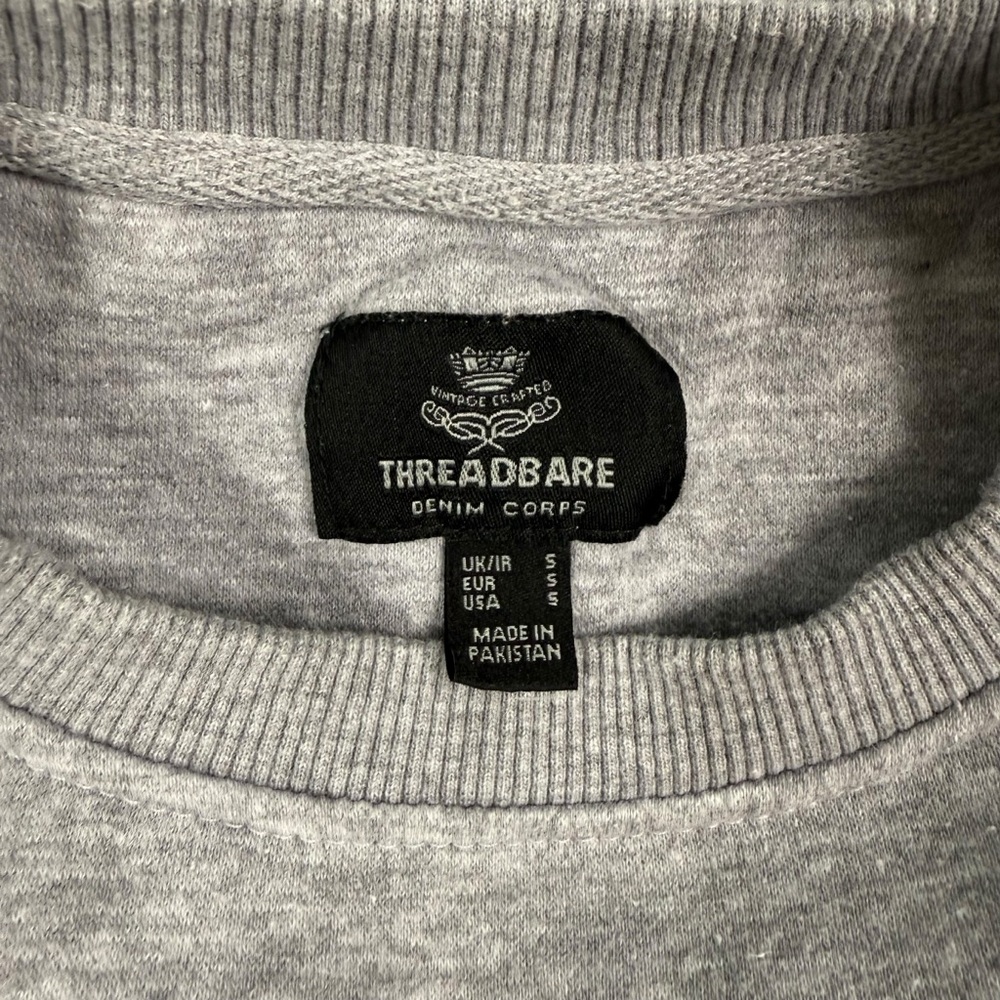 VINTAGE CRAFTED
THREADBARE
DENIM CORPS
UK/IR S
EUR S
USA S
MADE IN
PAKISTAN